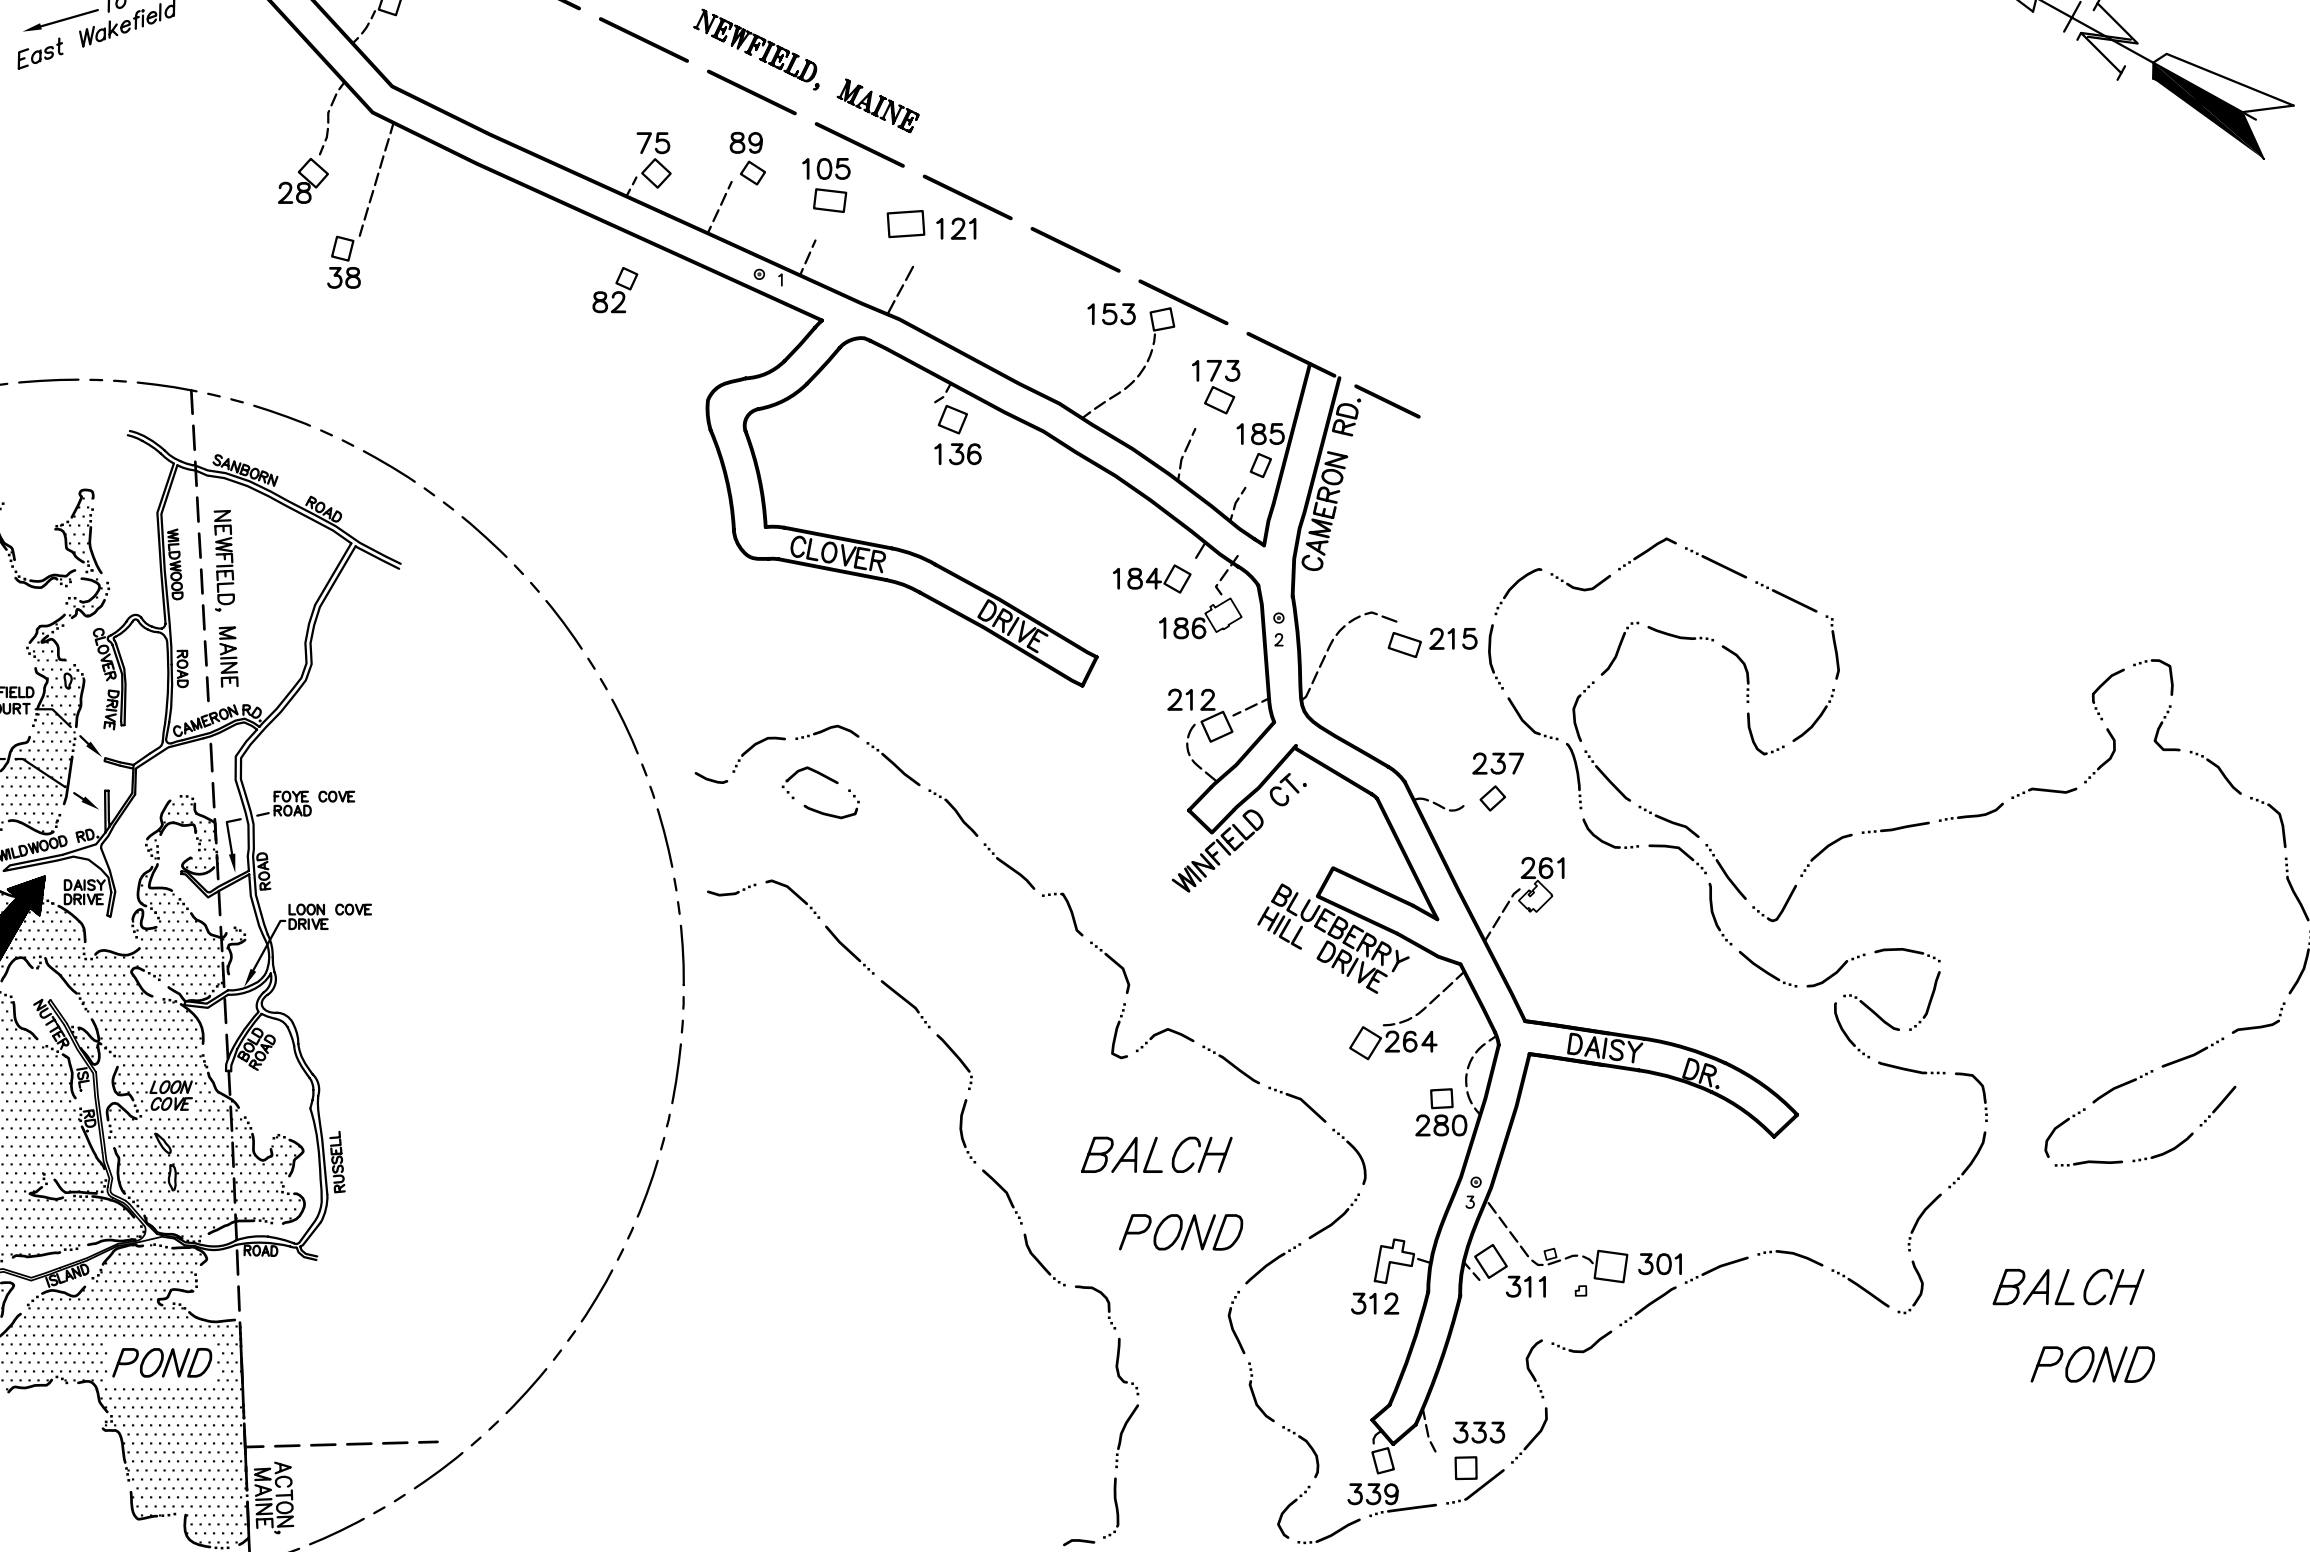 To
East Wakefield
NEWFIELD, MAINE
N
28
38
75
89
105
121
82
1
153
173
185
136
CAMERON RD.
CLOVER
DRIVE
184
186
2
215
212
237
WINFIELD CT.
261
BLUEBERRY
HILL DRIVE
264
DAISY DR.
280
3
BALCH
POND
312
311
301
BALCH
POND
333
339
SANBORN ROAD
NEWFIELD, MAINE
WILDWOOD ROAD
CLOVER DRIVE
FIELD
OURT
CAMERON RD.
FOYE COVE
ROAD
WILDWOOD RD.
DAISY
DRIVE
ROAD
LOON COVE
DRIVE
NUTTER ISL RD.
BOLD
ROAD
LOON
COVE
RUSSELL
ROAD
ISLAND
POND
ACTON,
MAINE